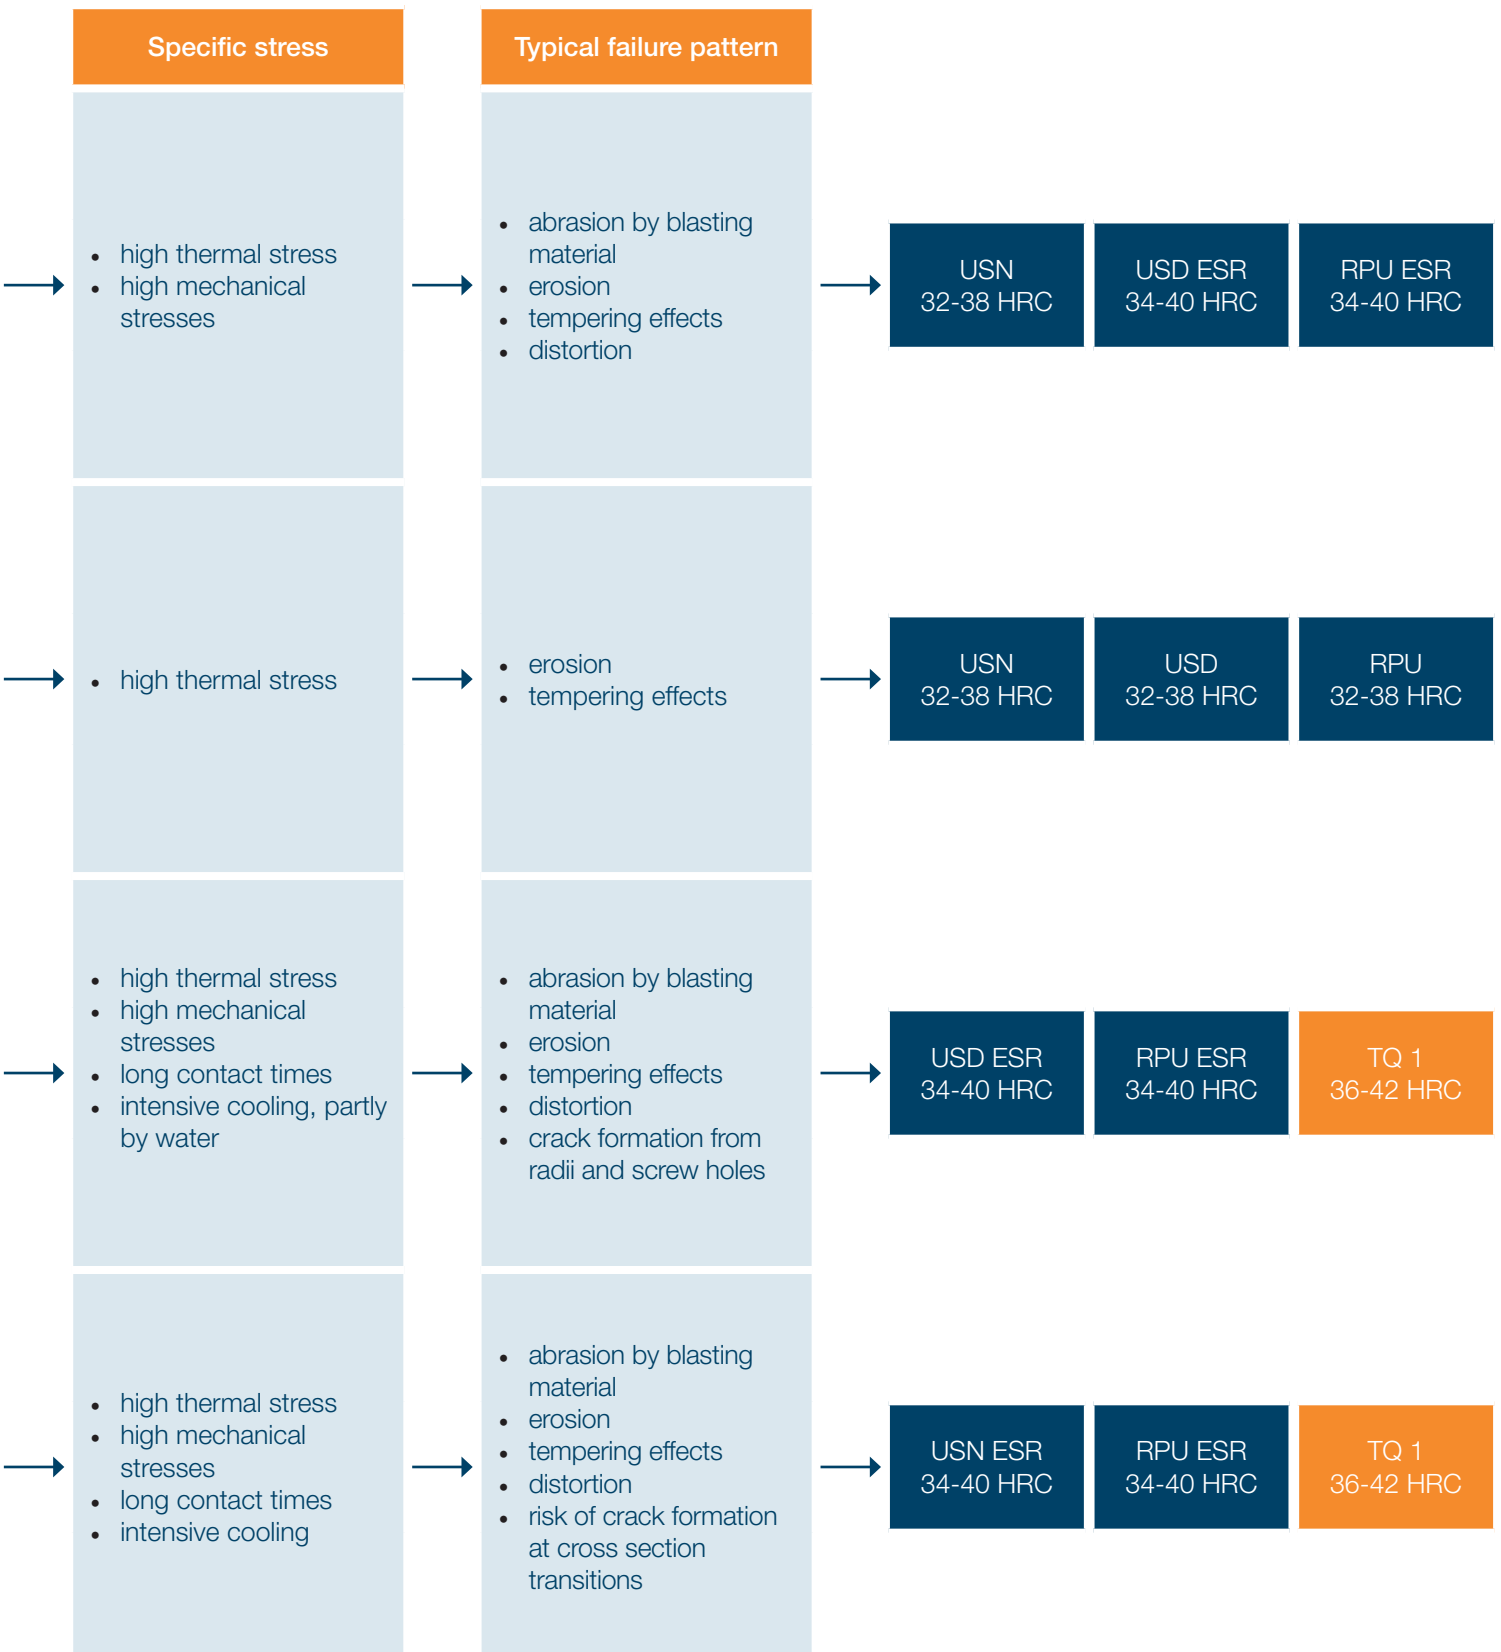 Specific stress
Typical failure pattern
• high thermal stress
• high mechanical
stresses
• abrasion by blasting
material
• erosion
• tempering effects
• distortion
USN
32-38 HRC
USD ESR
34-40 HRC
RPU ESR
34-40 HRC
• high thermal stress
• erosion
• tempering effects
USN
32-38 HRC
USD
32-38 HRC
RPU
32-38 HRC
• high thermal stress
• high mechanical
stresses
• long contact times
• intensive cooling, partly
by water
• abrasion by blasting
material
• erosion
• tempering effects
• distortion
• crack formation from
radii and screw holes
USD ESR
34-40 HRC
RPU ESR
34-40 HRC
TQ 1
36-42 HRC
• high thermal stress
• high mechanical
stresses
• long contact times
• intensive cooling
• abrasion by blasting
material
• erosion
• tempering effects
• distortion
• risk of crack formation
at cross section
transitions
USN ESR
34-40 HRC
RPU ESR
34-40 HRC
TQ 1
36-42 HRC